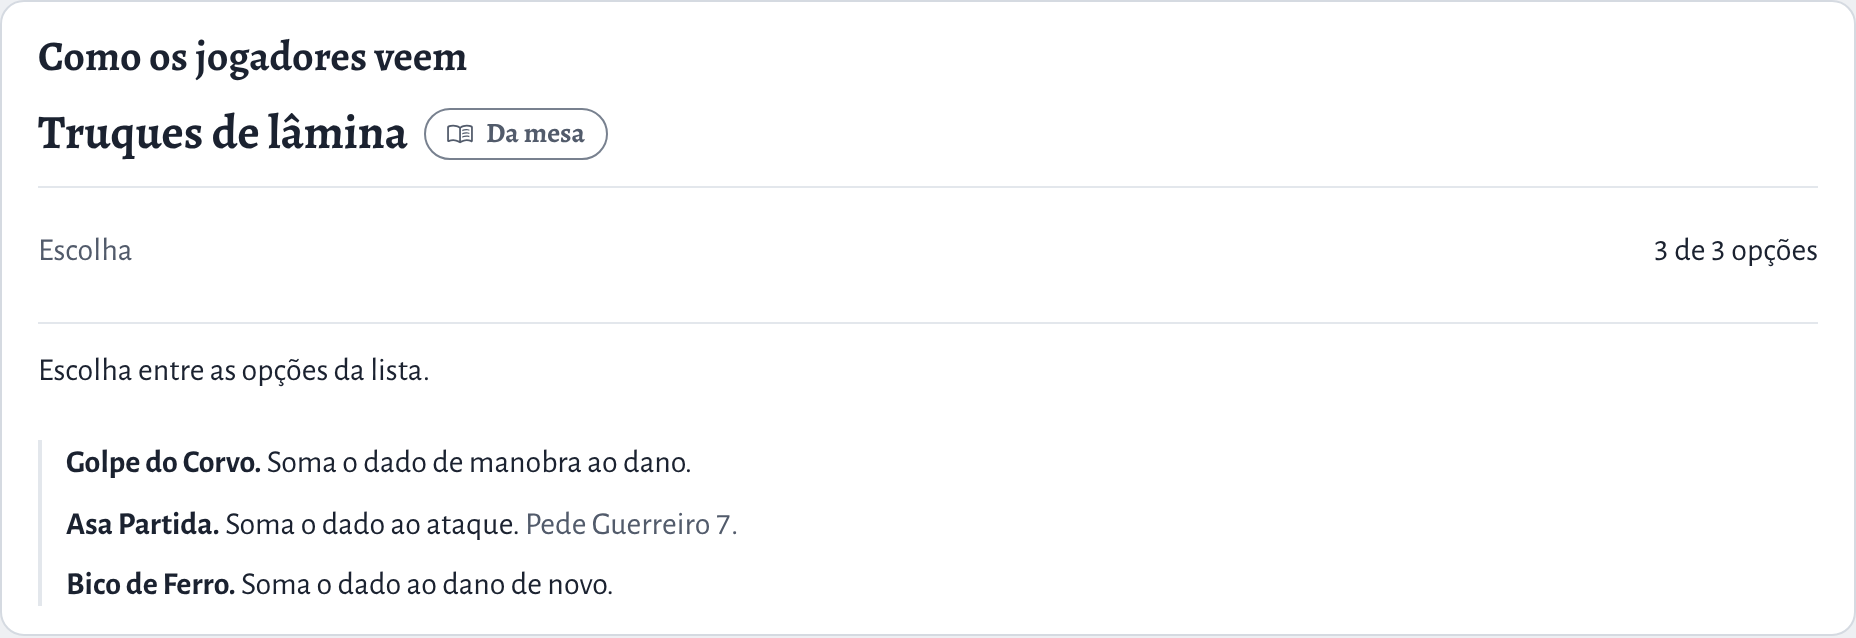 Como os jogadores veem
Truques de lâmina Da mesa
Escolha 3 de 3 opções
Escolha entre as opções da lista.
Golpe do Corvo. Soma o dado de manobra ao dano.
Asa Partida. Soma o dado ao ataque. Pede Guerreiro 7.
Bico de Ferro. Soma o dado ao dano de novo.